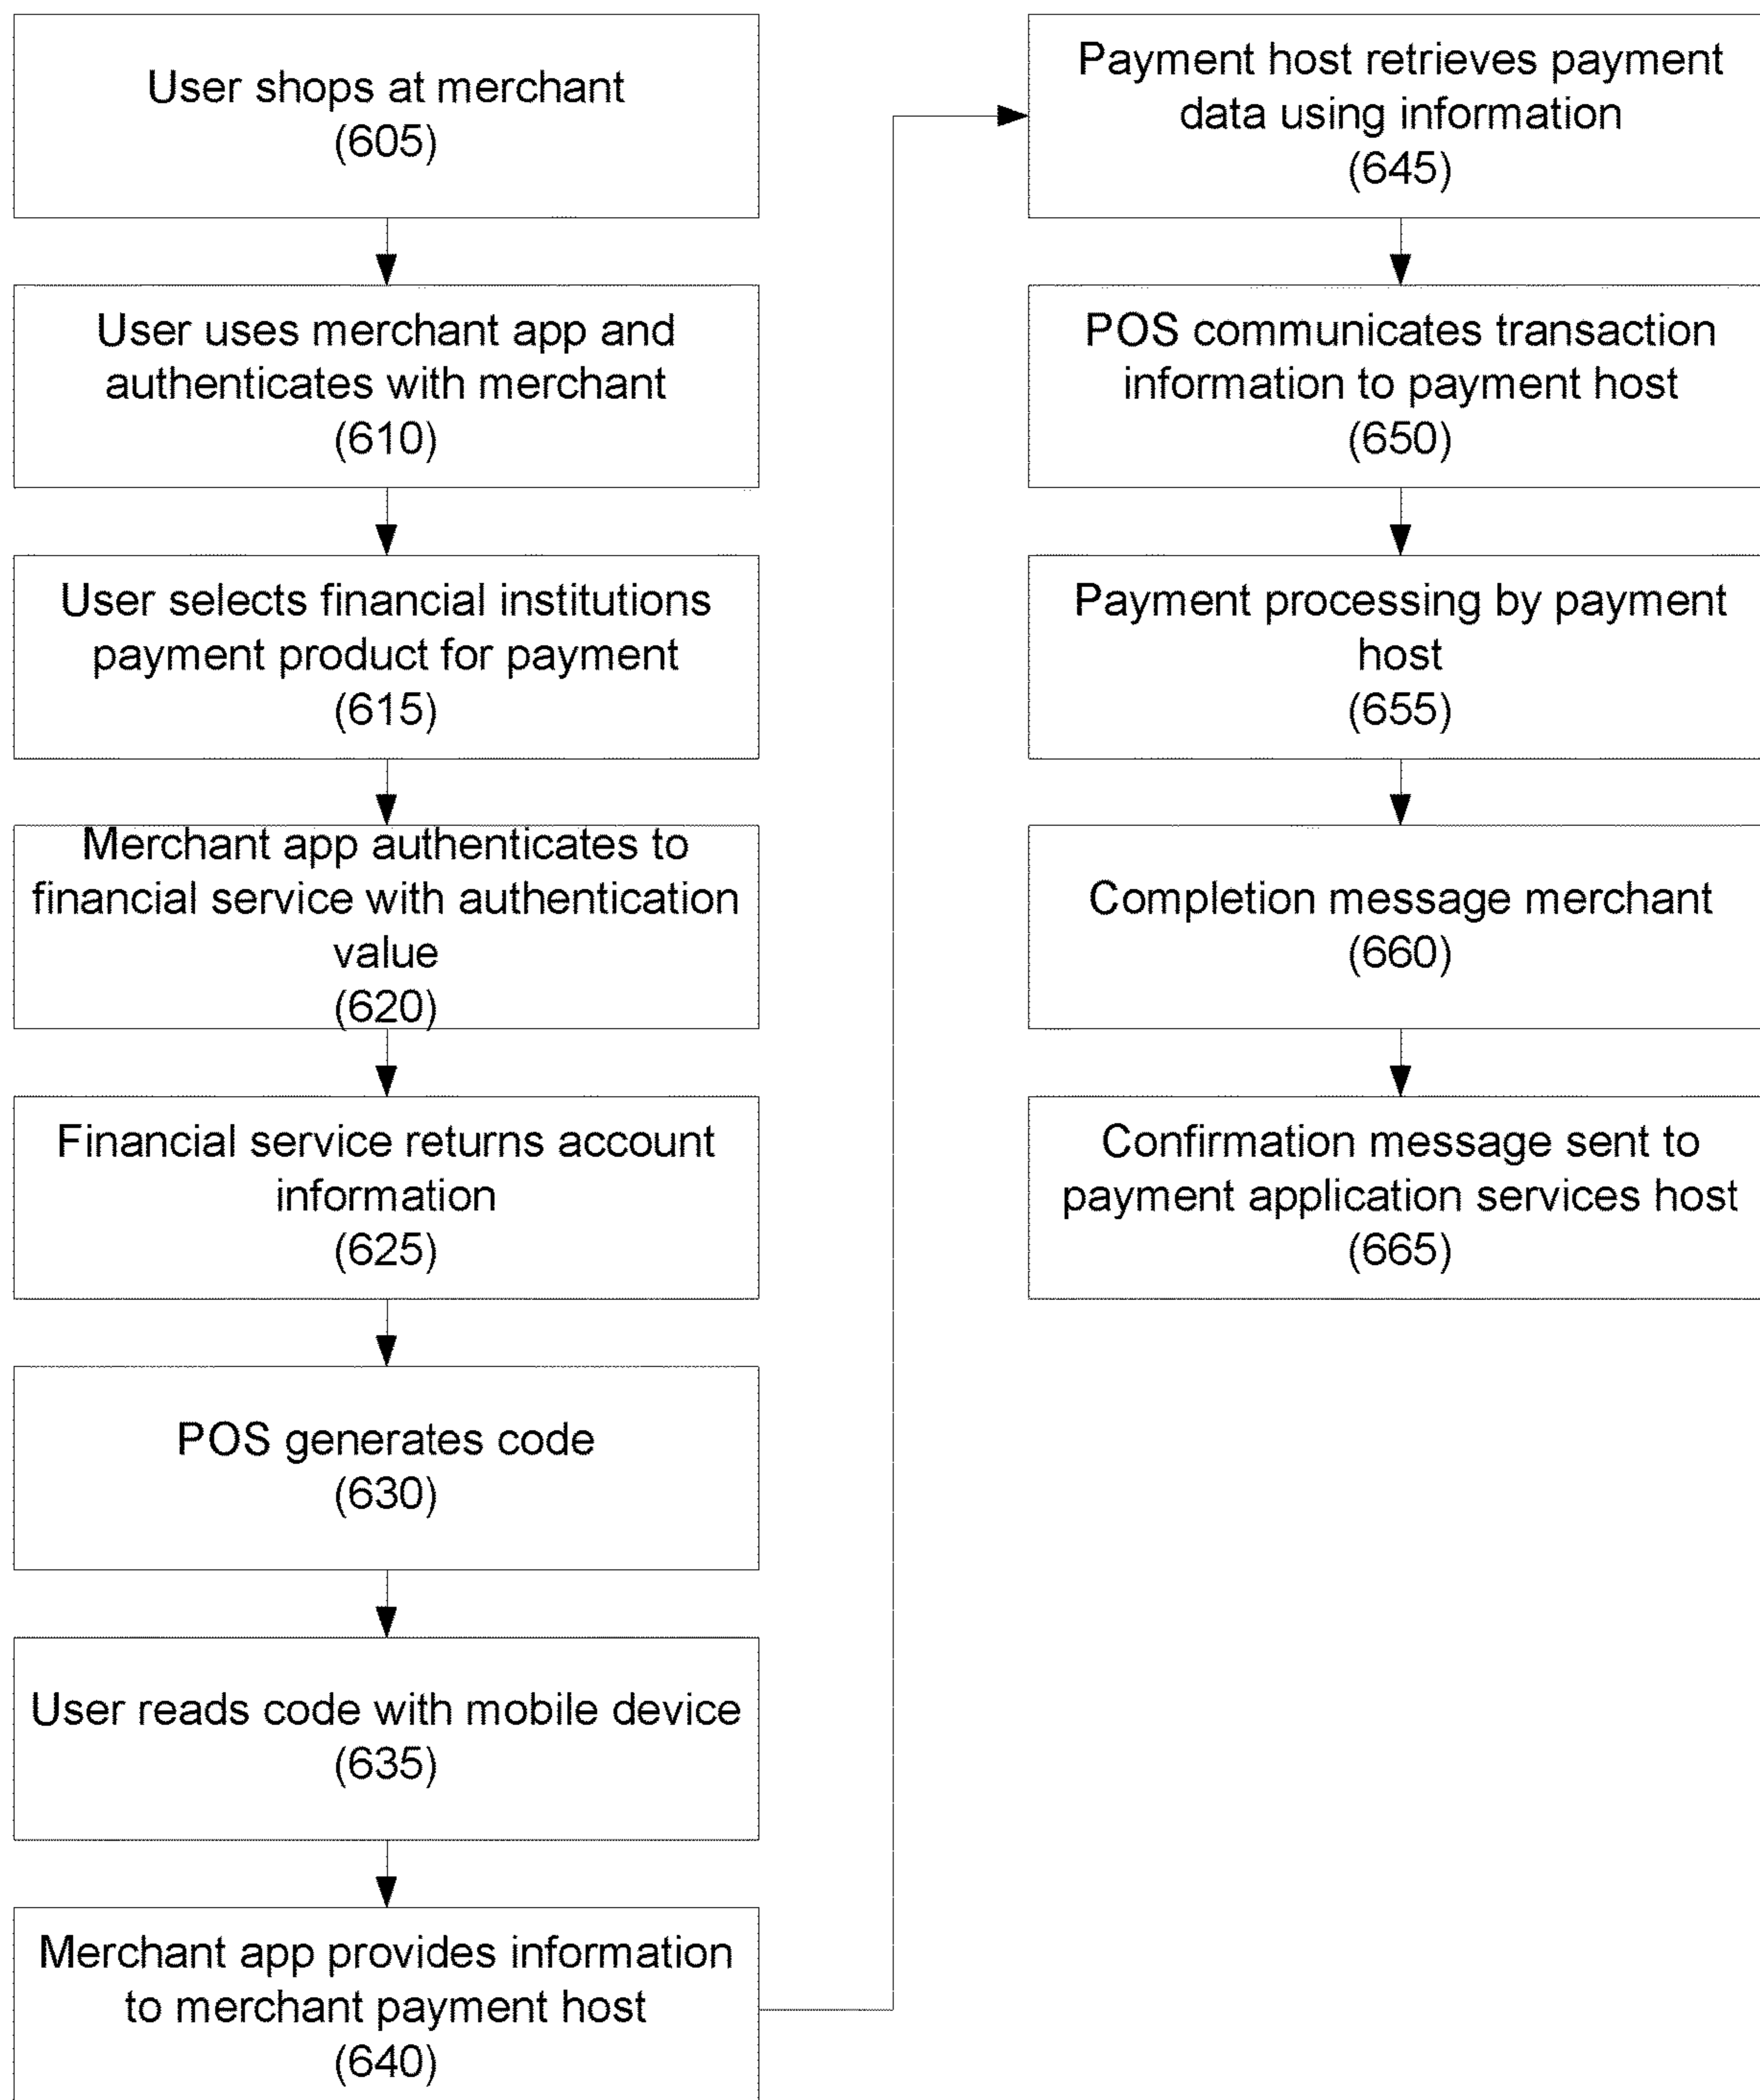 User shops at merchant
(605)
User uses merchant app and
authenticates with merchant
(610)
User selects financial institutions
payment product for payment
(615)
Merchant app authenticates to
financial service with authentication
value
(620)
Financial service returns account
information
(625)
POS generates code
(630)
User reads code with mobile device
(635)
Merchant app provides information
to merchant payment host
(640)
Payment host retrieves payment
data using information
(645)
POS communicates transaction
information to payment host
(650)
Payment processing by payment
host
(655)
Completion message merchant
(660)
Confirmation message sent to
payment application services host
(665)